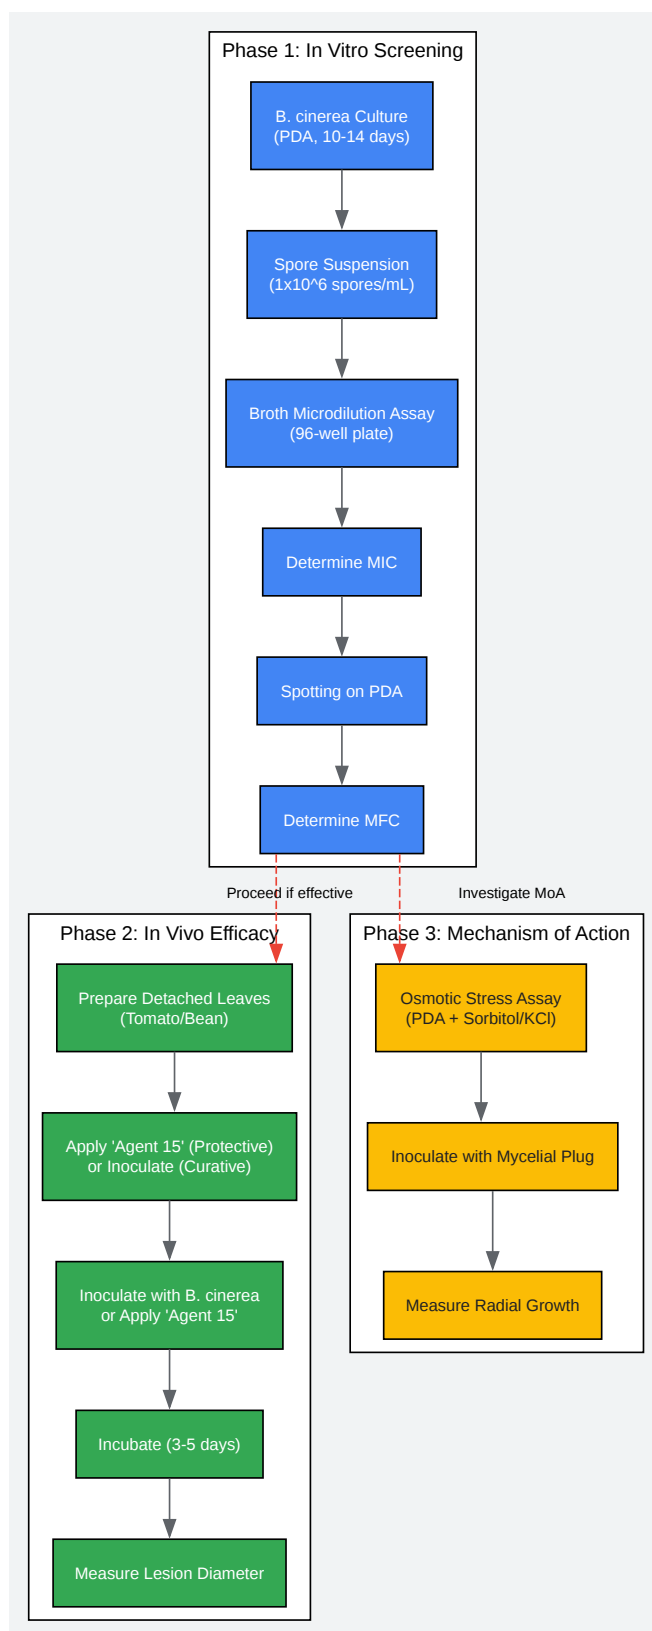 Phase 1: In Vitro Screening
B. cinerea Culture
(PDA, 10-14 days)
Spore Suspension
(1x10^6 spores/mL)
Broth Microdilution Assay
(96-well plate)
Determine MIC
Spotting on PDA
Determine MFC
Proceed if effective
Investigate MoA
Phase 2: In Vivo Efficacy
Prepare Detached Leaves
(Tomato/Bean)
Apply 'Agent 15' (Protective)
or Inoculate (Curative)
Inoculate with B. cinerea
or Apply 'Agent 15'
Incubate (3-5 days)
Measure Lesion Diameter
Phase 3: Mechanism of Action
Osmotic Stress Assay
(PDA + Sorbitol/KCl)
Inoculate with Mycelial Plug
Measure Radial Growth